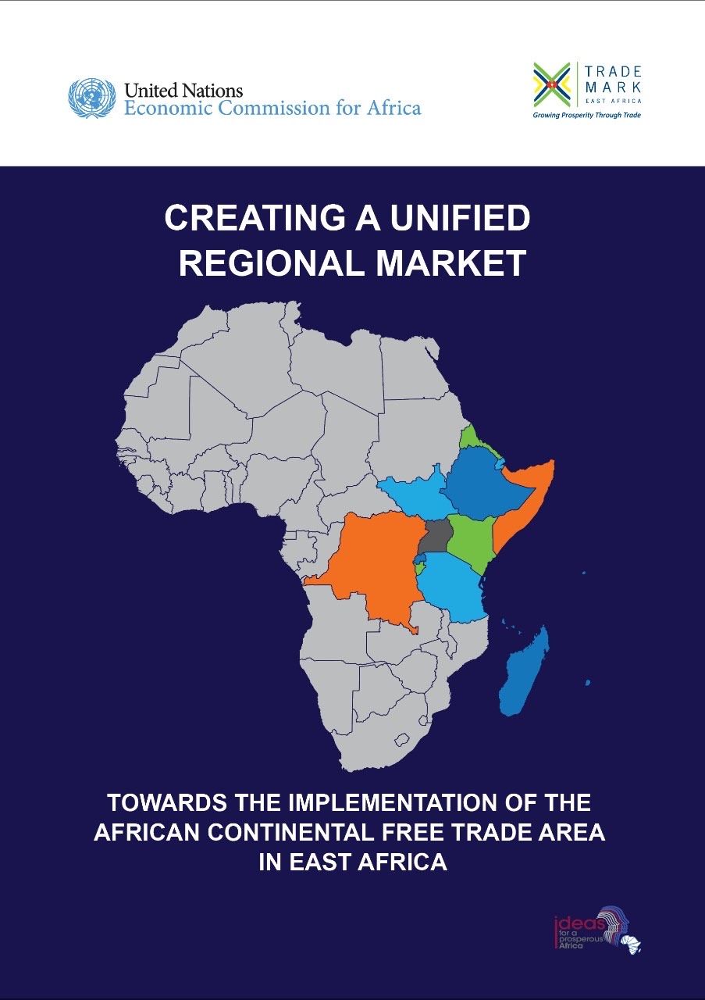 United Nations
Economic Commission for Africa
TRADE
MARK
EAST AFRICA
Growing Prosperity Through Trade
CREATING A UNIFIED
REGIONAL MARKET
TOWARDS THE IMPLEMENTATION OF THE
AFRICAN CONTINENTAL FREE TRADE AREA
IN EAST AFRICA
ideas
for a
prosperous
Africa